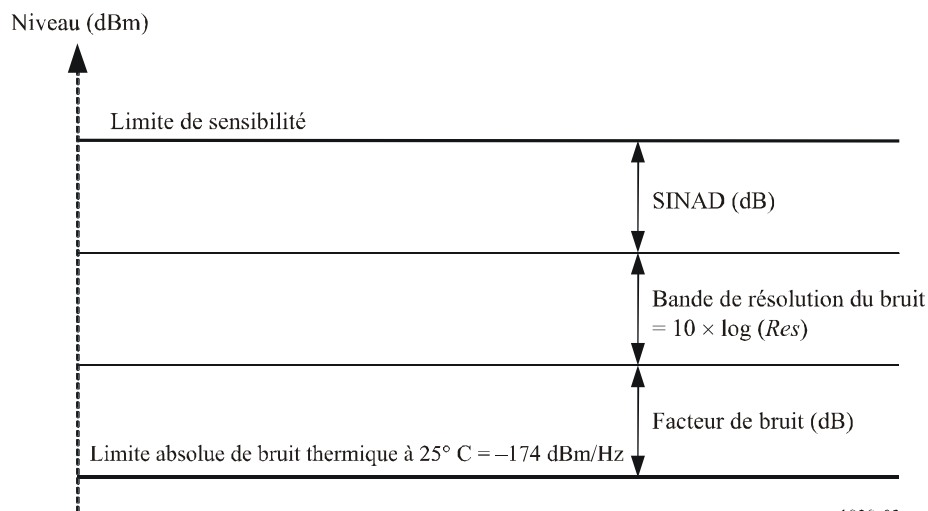 Niveau (dBm)
Limite de sensibilité
SINAD (dB)
Bande de résolution du bruit
= 10 × log (Res)
Facteur de bruit (dB)
Limite absolue de bruit thermique à 25° C = –174 dBm/Hz